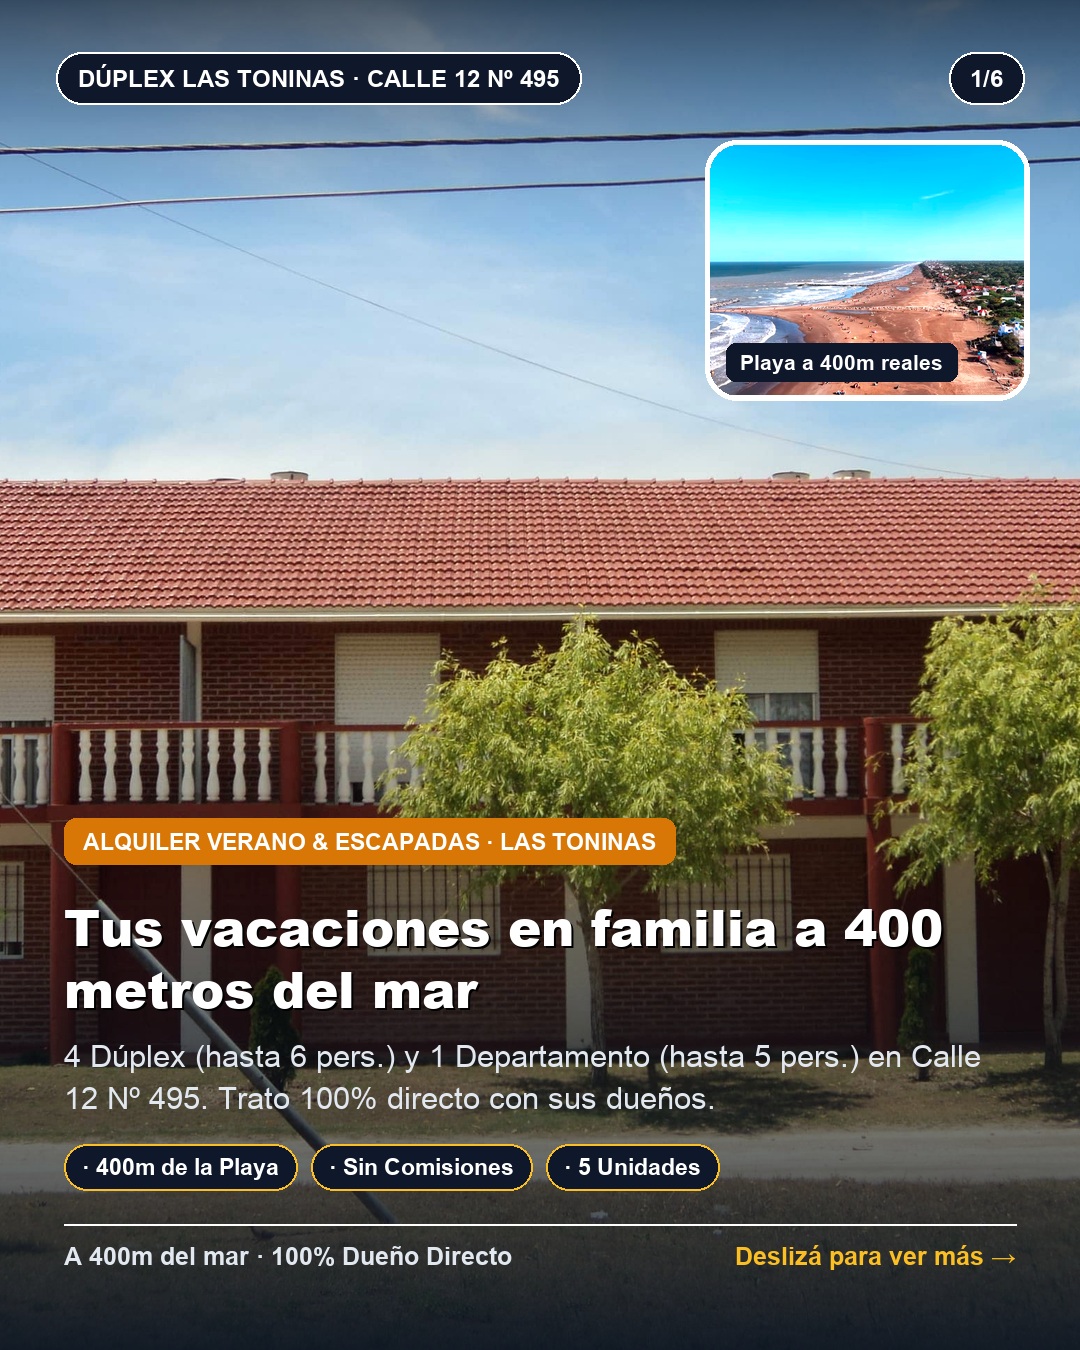 DÚPLEX LAS TONINAS · CALLE 12 Nº 495
1/6
Playa a 400m reales
ALQUILER VERANO & ESCAPADAS · LAS TONINAS
Tus vacaciones en familia a 400
metros del mar
4 Dúplex (hasta 6 pers.) y 1 Departamento (hasta 5 pers.) en Calle
12 Nº 495. Trato 100% directo con sus dueños.
· 400m de la Playa
· Sin Comisiones
· 5 Unidades
A 400m del mar · 100% Dueño Directo
Deslizá para ver más →